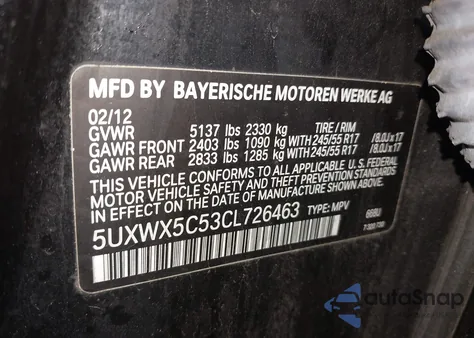 MFD BY BAYERISCHE MOTOREN WERKE AG
02/12
GVWR 5137 lbs 2330 kg TIRE / RIM
GAWR FRONT 2403 lbs 1090 kg WITH 245/55 R17 /8.0Jx17
GAWR REAR 2833 lbs 1285 kg WITH 245/55 R17 /8.0Jx17
THIS VEHICLE CONFORMS TO ALL APPLICABLE U. S. FEDERAL
MOTOR VEHICLE SAFETY AND THEFT PREVENTION STANDARDS
IN EFFECT ON THE DATE OF MANUFACTURE SHOWN ABOVE.
5UXWX5C53CL726463 TYPE: MPV
autoSnap